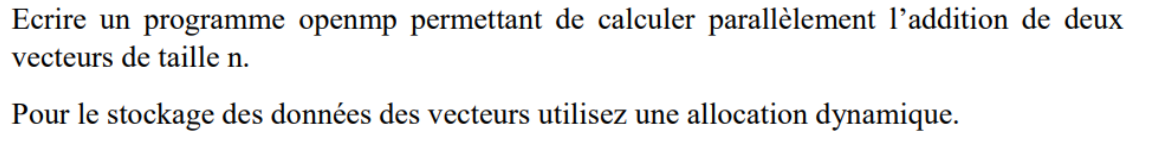 Ecrire un programme openmp permettant de calculer parallèlement l’addition de deux
vecteurs de taille n.
Pour le stockage des données des vecteurs utilisez une allocation dynamique.